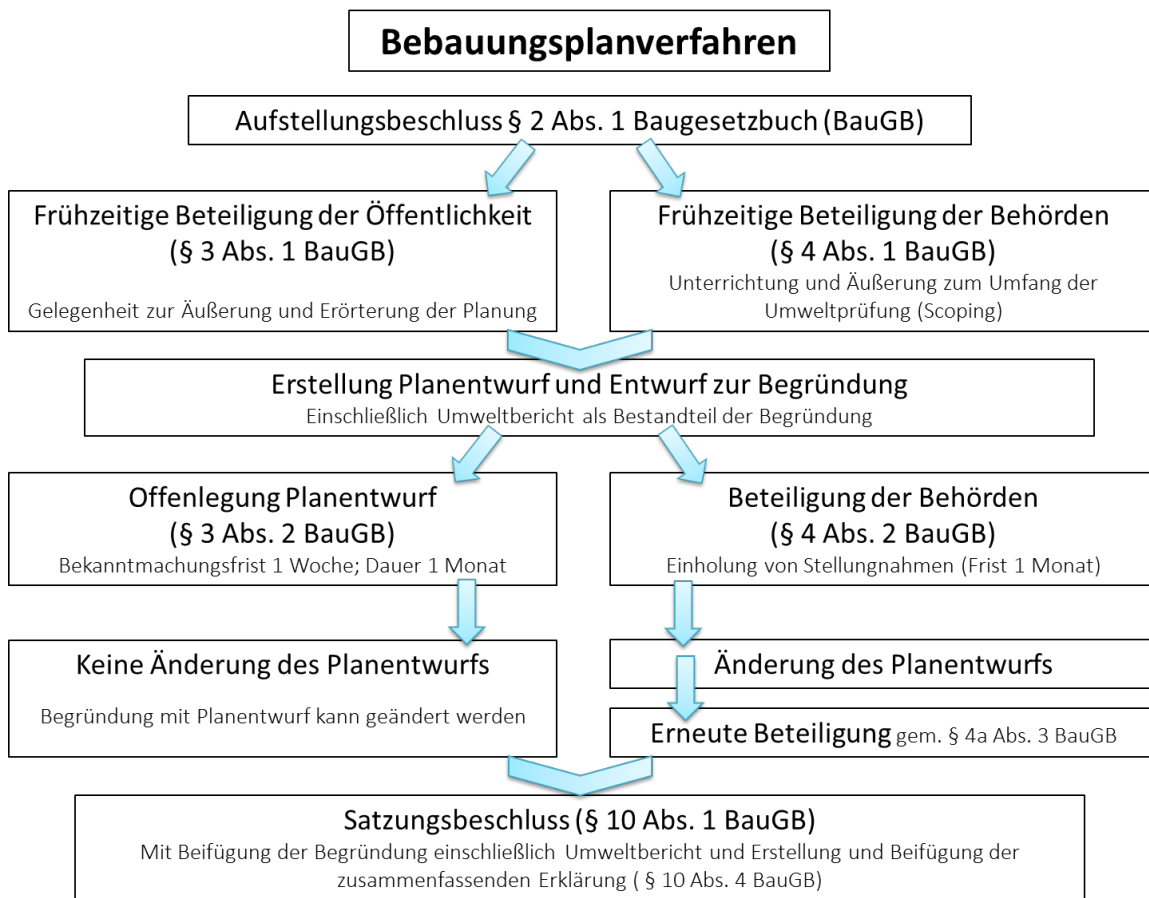 Bebauungsplanverfahren
Aufstellungsbeschluss § 2 Abs. 1 Baugesetzbuch (BauGB)
Frühzeitige Beteiligung der Öffentlichkeit
(§ 3 Abs. 1 BauGB)
Gelegenheit zur Äußerung und Erörterung der Planung
Frühzeitige Beteiligung der Behörden
(§ 4 Abs. 1 BauGB)
Unterrichtung und Äußerung zum Umfang der
Umweltprüfung (Scoping)
Erstellung Planentwurf und Entwurf zur Begründung
Einschließlich Umweltbericht als Bestandteil der Begründung
Offenlegung Planentwurf
(§ 3 Abs. 2 BauGB)
Bekanntmachungsfrist 1 Woche; Dauer 1 Monat
Beteiligung der Behörden
(§ 4 Abs. 2 BauGB)
Einholung von Stellungnahmen (Frist 1 Monat)
Keine Änderung des Planentwurfs
Begründung mit Planentwurf kann geändert werden
Änderung des Planentwurfs
Erneute Beteiligung gem. § 4a Abs. 3 BauGB
Satzungsbeschluss (§ 10 Abs. 1 BauGB)
Mit Beifügung der Begründung einschließlich Umweltbericht und Erstellung und Beifügung der
zusammenfassenden Erklärung ( § 10 Abs. 4 BauGB)